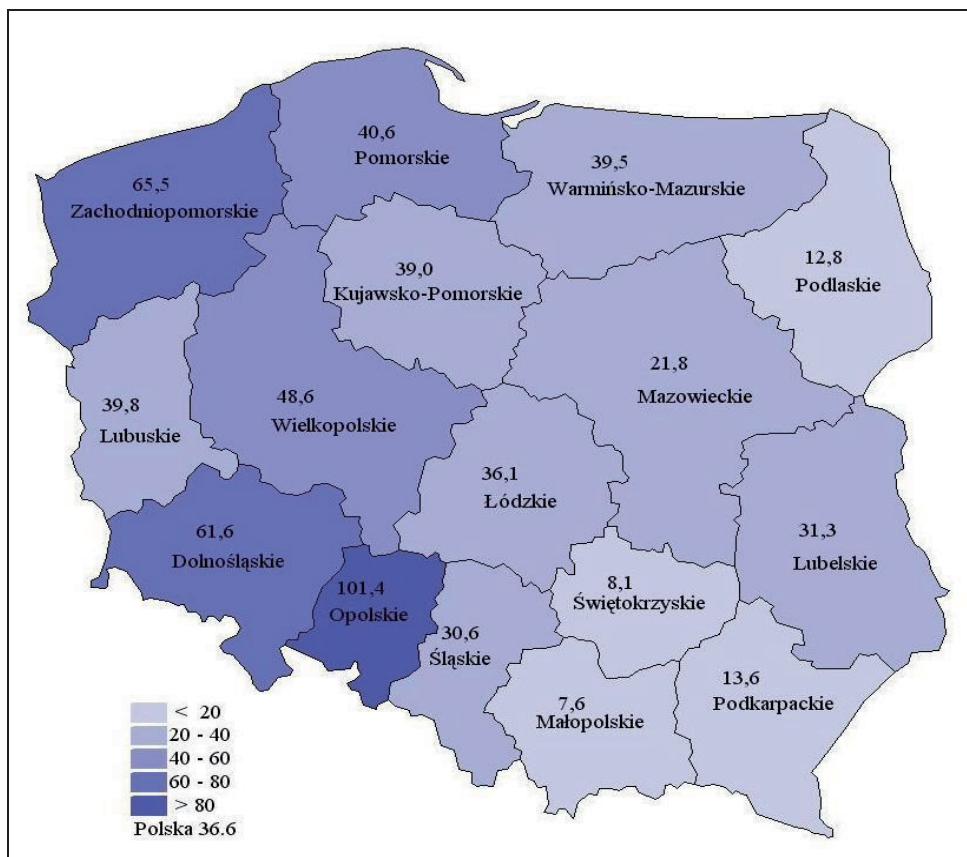 40,6
Pomorskie
39,5
Warmińsko-Mazurskie
65,5
Zachodniopomorskie
12,8
Podlaskie
39,0
Kujawsko-Pomorskie
21,8
Mazowieckie
48,6
Wielkopolskie
39,8
Lubuskie
36,1
Łódzkie
31,3
Lubelskie
61,6
Dolnośląskie
101,4
Opolskie
8,1
Świętokrzyskie
30,6
Śląskie
13,6
Podkarpackie
7,6
Małopolskie
< 20
20 - 40
40 - 60
60 - 80
> 80
Polska 36.6